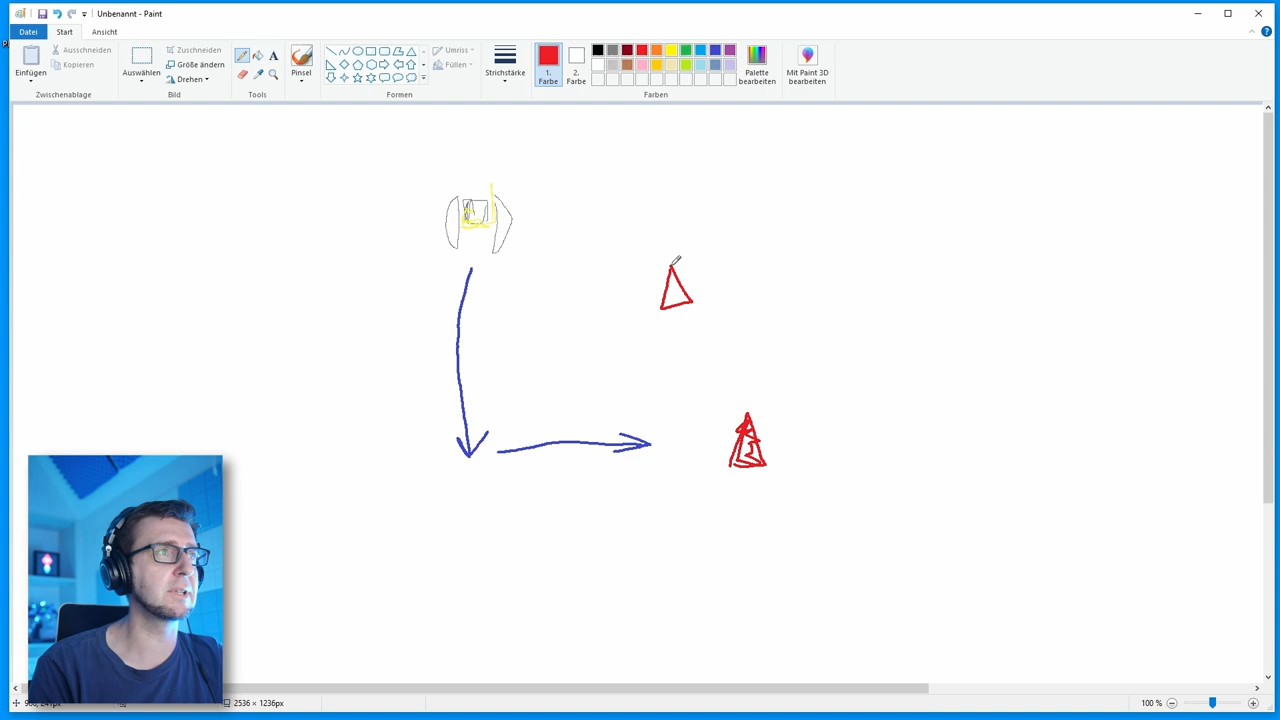 Unbenannt - Paint
Datei Start Ansicht
Einfügen
Ausschneiden
Kopieren
Zwischenablage
Auswählen
Zuschneiden
Größe ändern
Drehen
Bild
A
Tools
Pinsel
Umriss
Füllen
Formen
Strichstärke
1.
Farbe
2.
Farbe
Palette
bearbeiten
Farben
Mit Paint 3D
bearbeiten
2536 × 1236px
100 %